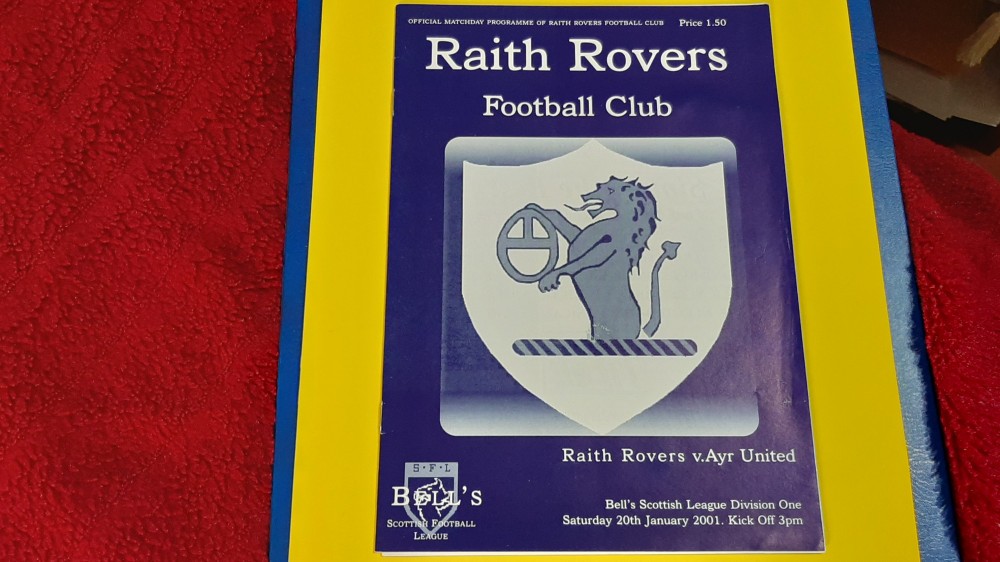 OFFICIAL MATCHDAY PROGRAMME OF RAITH ROVERS FOOTBALL CLUB Price 1.50
Raith Rovers
Football Club
Raith Rovers v.Ayr United
S·F·L
BELL'S
SCOTTISH FOOTBALL
LEAGUE
Bell's Scottish League Division One
Saturday 20th January 2001. Kick Off 3pm